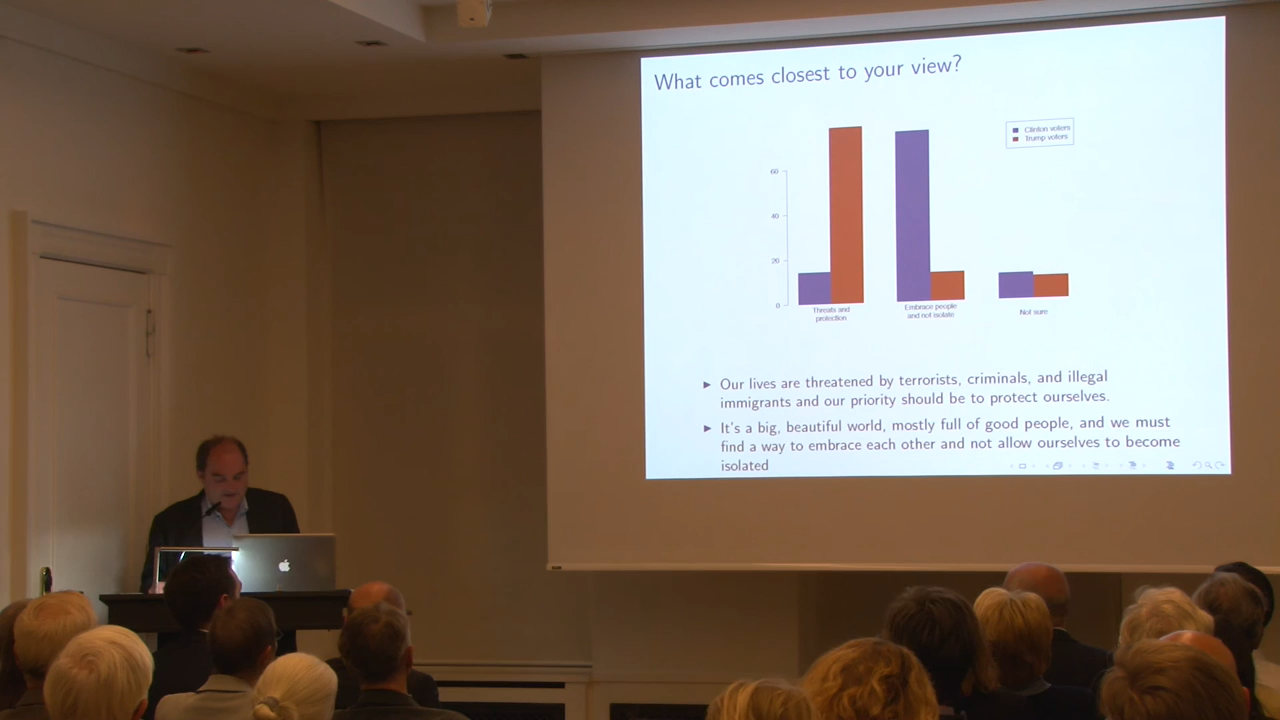 What comes closest to your view?
Clinton voters
Trump voters
60
40
20
0
Threats and
protection
Embrace people
and not isolate
Not sure
Our lives are threatened by terrorists, criminals, and illegal
immigrants and our priority should be to protect ourselves.
It's a big, beautiful world, mostly full of good people, and we must
find a way to embrace each other and not allow ourselves to become
isolated